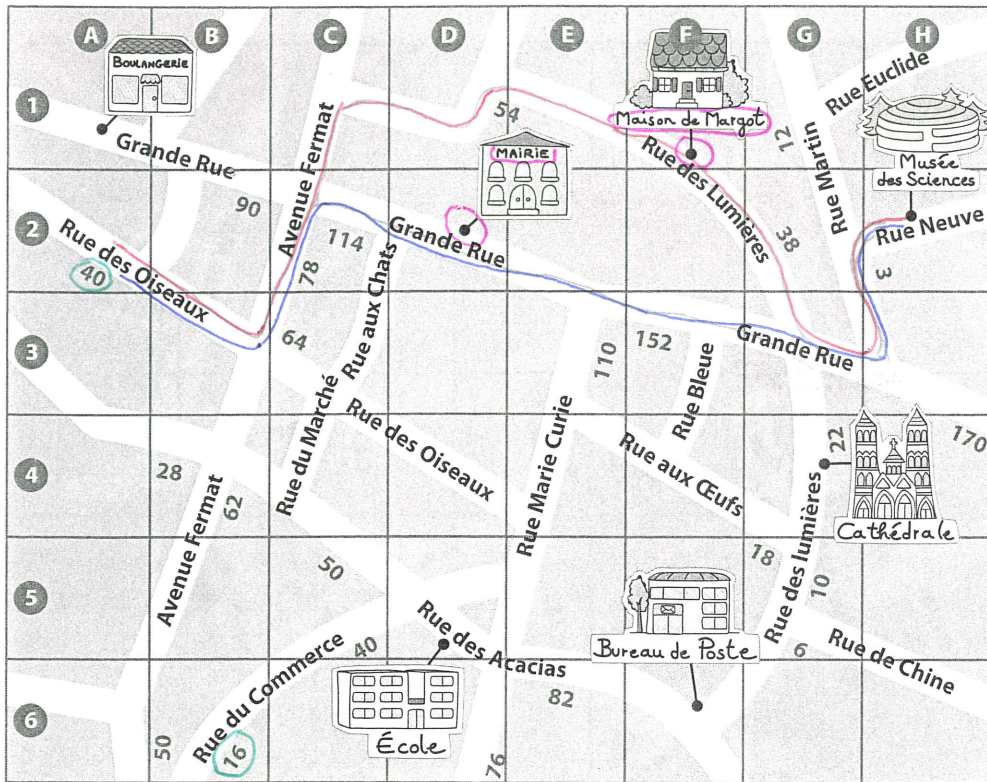 A B C D E F G H
BOULANGERIE
Rue Euclide
1
54
Maison de Margot
12
Grande Rue
MAIRIE
Rue Martin
Musée
des Sciences
Avenue Fermat
Rue des Lumières
90
2
Rue des Oiseaux
114
Grande Rue
38
Rue Neuve
40
78
Rue aux Chats
3
3
64
110
152
Grande Rue
Rue Bleue
Rue du Marché
Rue des Oiseaux
Rue Marie Curie
22
170
4
28
62
Rue aux Œufs
Rue des lumières
Cathédrale
Avenue Fermat
50
18
10
5
Rue du Commerce
40
Rue des Acacias
Bureau de Poste
6
Rue de Chine
6
82
École
50
16
76